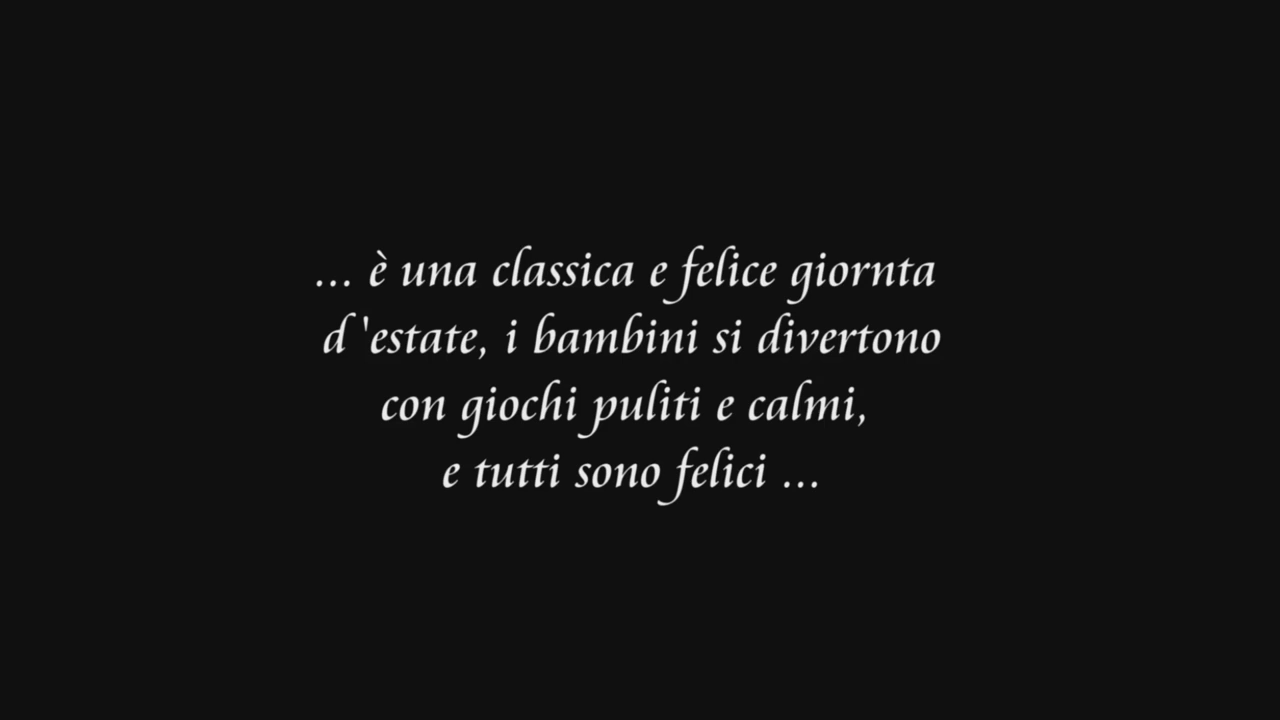 ... è una classica e felice giornta
d 'estate, i bambini si divertono
con giochi puliti e calmi,
e tutti sono felici ...